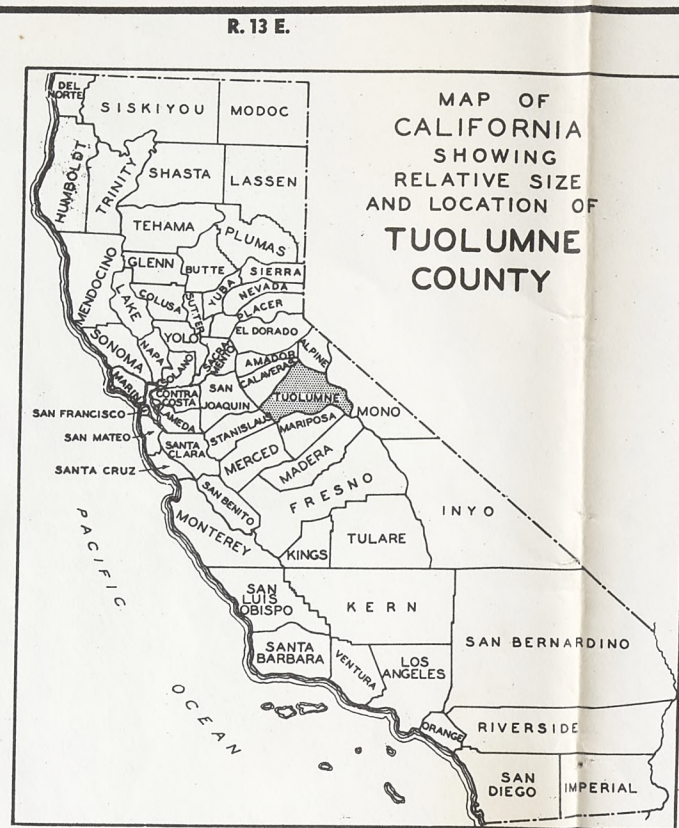 R. 13 E.
MAP OF
CALIFORNIA
SHOWING
RELATIVE SIZE
AND LOCATION OF
TUOLUMNE
COUNTY
DEL
NORTE
SISKIYOU
MODOC
HUMBOLDT
TRINITY
SHASTA
LASSEN
TEHAMA
PLUMAS
MENDOCINO
GLENN
BUTTE
SIERRA
LAKE
COLUSA
SUTTER
YUBA
NEVADA
PLACER
SONOMA
NAPA
YOLO
SOLANO
SACRA-
MENTO
EL DORADO
ALPINE
AMADOR
CALAVERAS
MARIN
CONTRA
COSTA
SAN
JOAQUIN
TUOLUMNE
MONO
SAN FRANCISCO
ALAMEDA
STANISLAUS
MARIPOSA
SAN MATEO
SANTA
CLARA
MERCED
MADERA
SANTA CRUZ
SAN BENITO
FRESNO
INYO
MONTEREY
KINGS
TULARE
PACIFIC
OCEAN
SAN
LUIS
OBISPO
KERN
SAN BERNARDINO
SANTA
BARBARA
VENTURA
LOS
ANGELES
ORANGE
RIVERSIDE
SAN
DIEGO
IMPERIAL